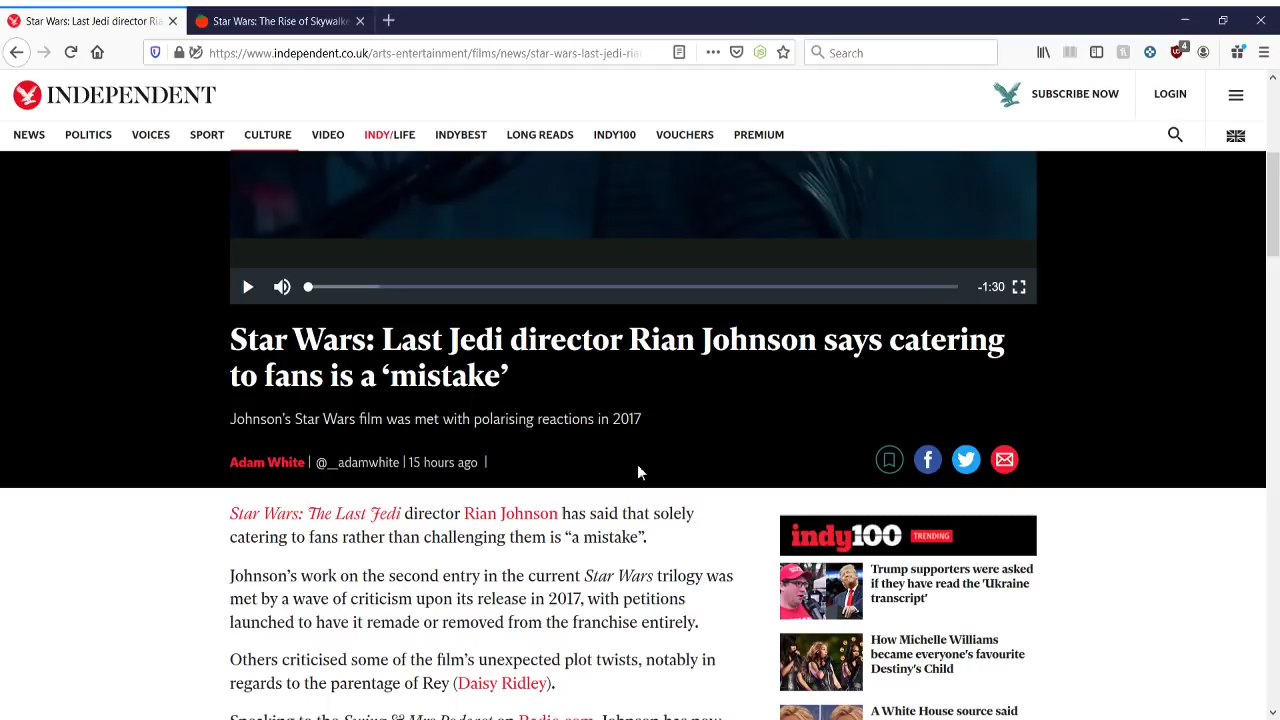 Star Wars: Last Jedi director Ria
Star Wars: The Rise of Skywalke
https://www.independent.co.uk/arts-entertainment/films/news/star-wars-last-jedi-ria
Search
4
INDEPENDENT
SUBSCRIBE NOW
LOGIN
NEWS POLITICS VOICES SPORT CULTURE VIDEO INDY/LIFE INDYBEST LONG READS INDY100 VOUCHERS PREMIUM
-1:30
Star Wars: Last Jedi director Rian Johnson says catering
to fans is a ‘mistake’
Johnson’s Star Wars film was met with polarising reactions in 2017
Adam White | @__adamwhite | 15 hours ago |
Star Wars: The Last Jedi director Rian Johnson has said that solely
catering to fans rather than challenging them is “a mistake”.
Johnson’s work on the second entry in the current Star Wars trilogy was
met by a wave of criticism upon its release in 2017, with petitions
launched to have it remade or removed from the franchise entirely.
Others criticised some of the film’s unexpected plot twists, notably in
regards to the parentage of Rey (Daisy Ridley).
Speaking to the Swing & Mrs Podcast on Radio.com, Johnson has now
indy100 TRENDING
Trump supporters were asked
if they have read the 'Ukraine
transcript'
How Michelle Williams
became everyone's favourite
Destiny's Child
A White House source said